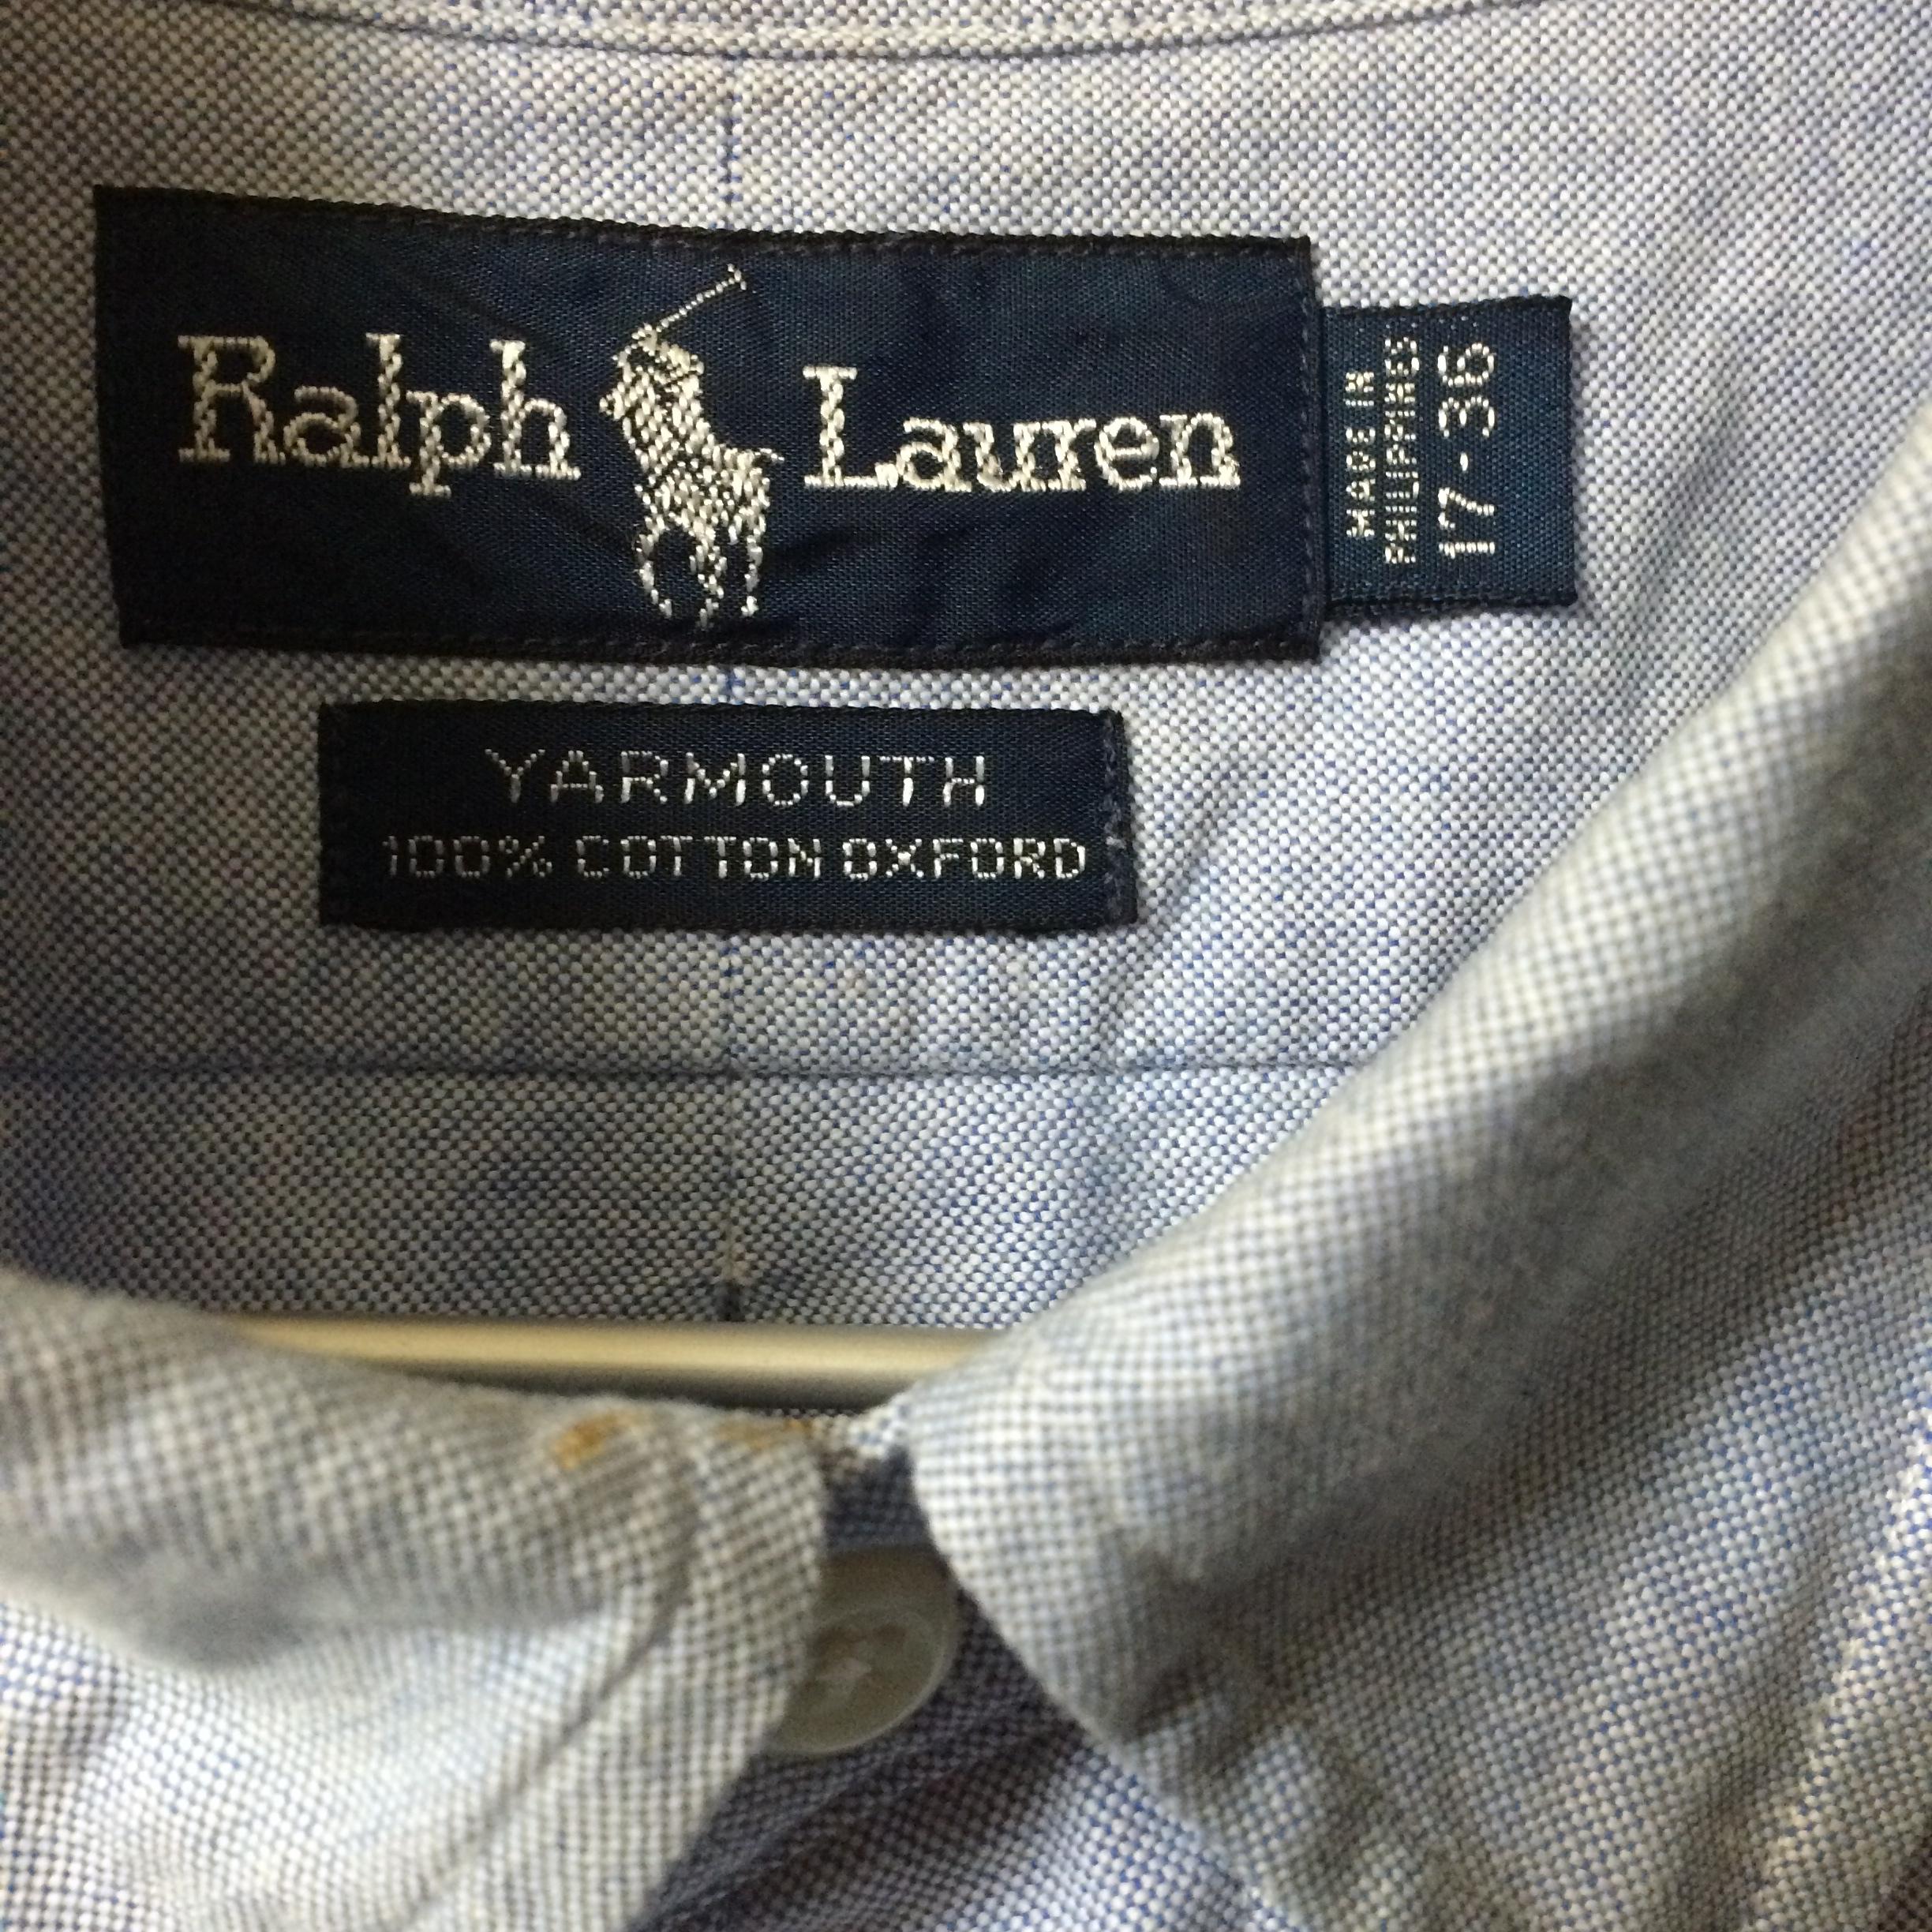 Ralph Lauren
MADE IN
PHILIPPINES
17-36
YARMOUTH
100% COTTON OXFORD